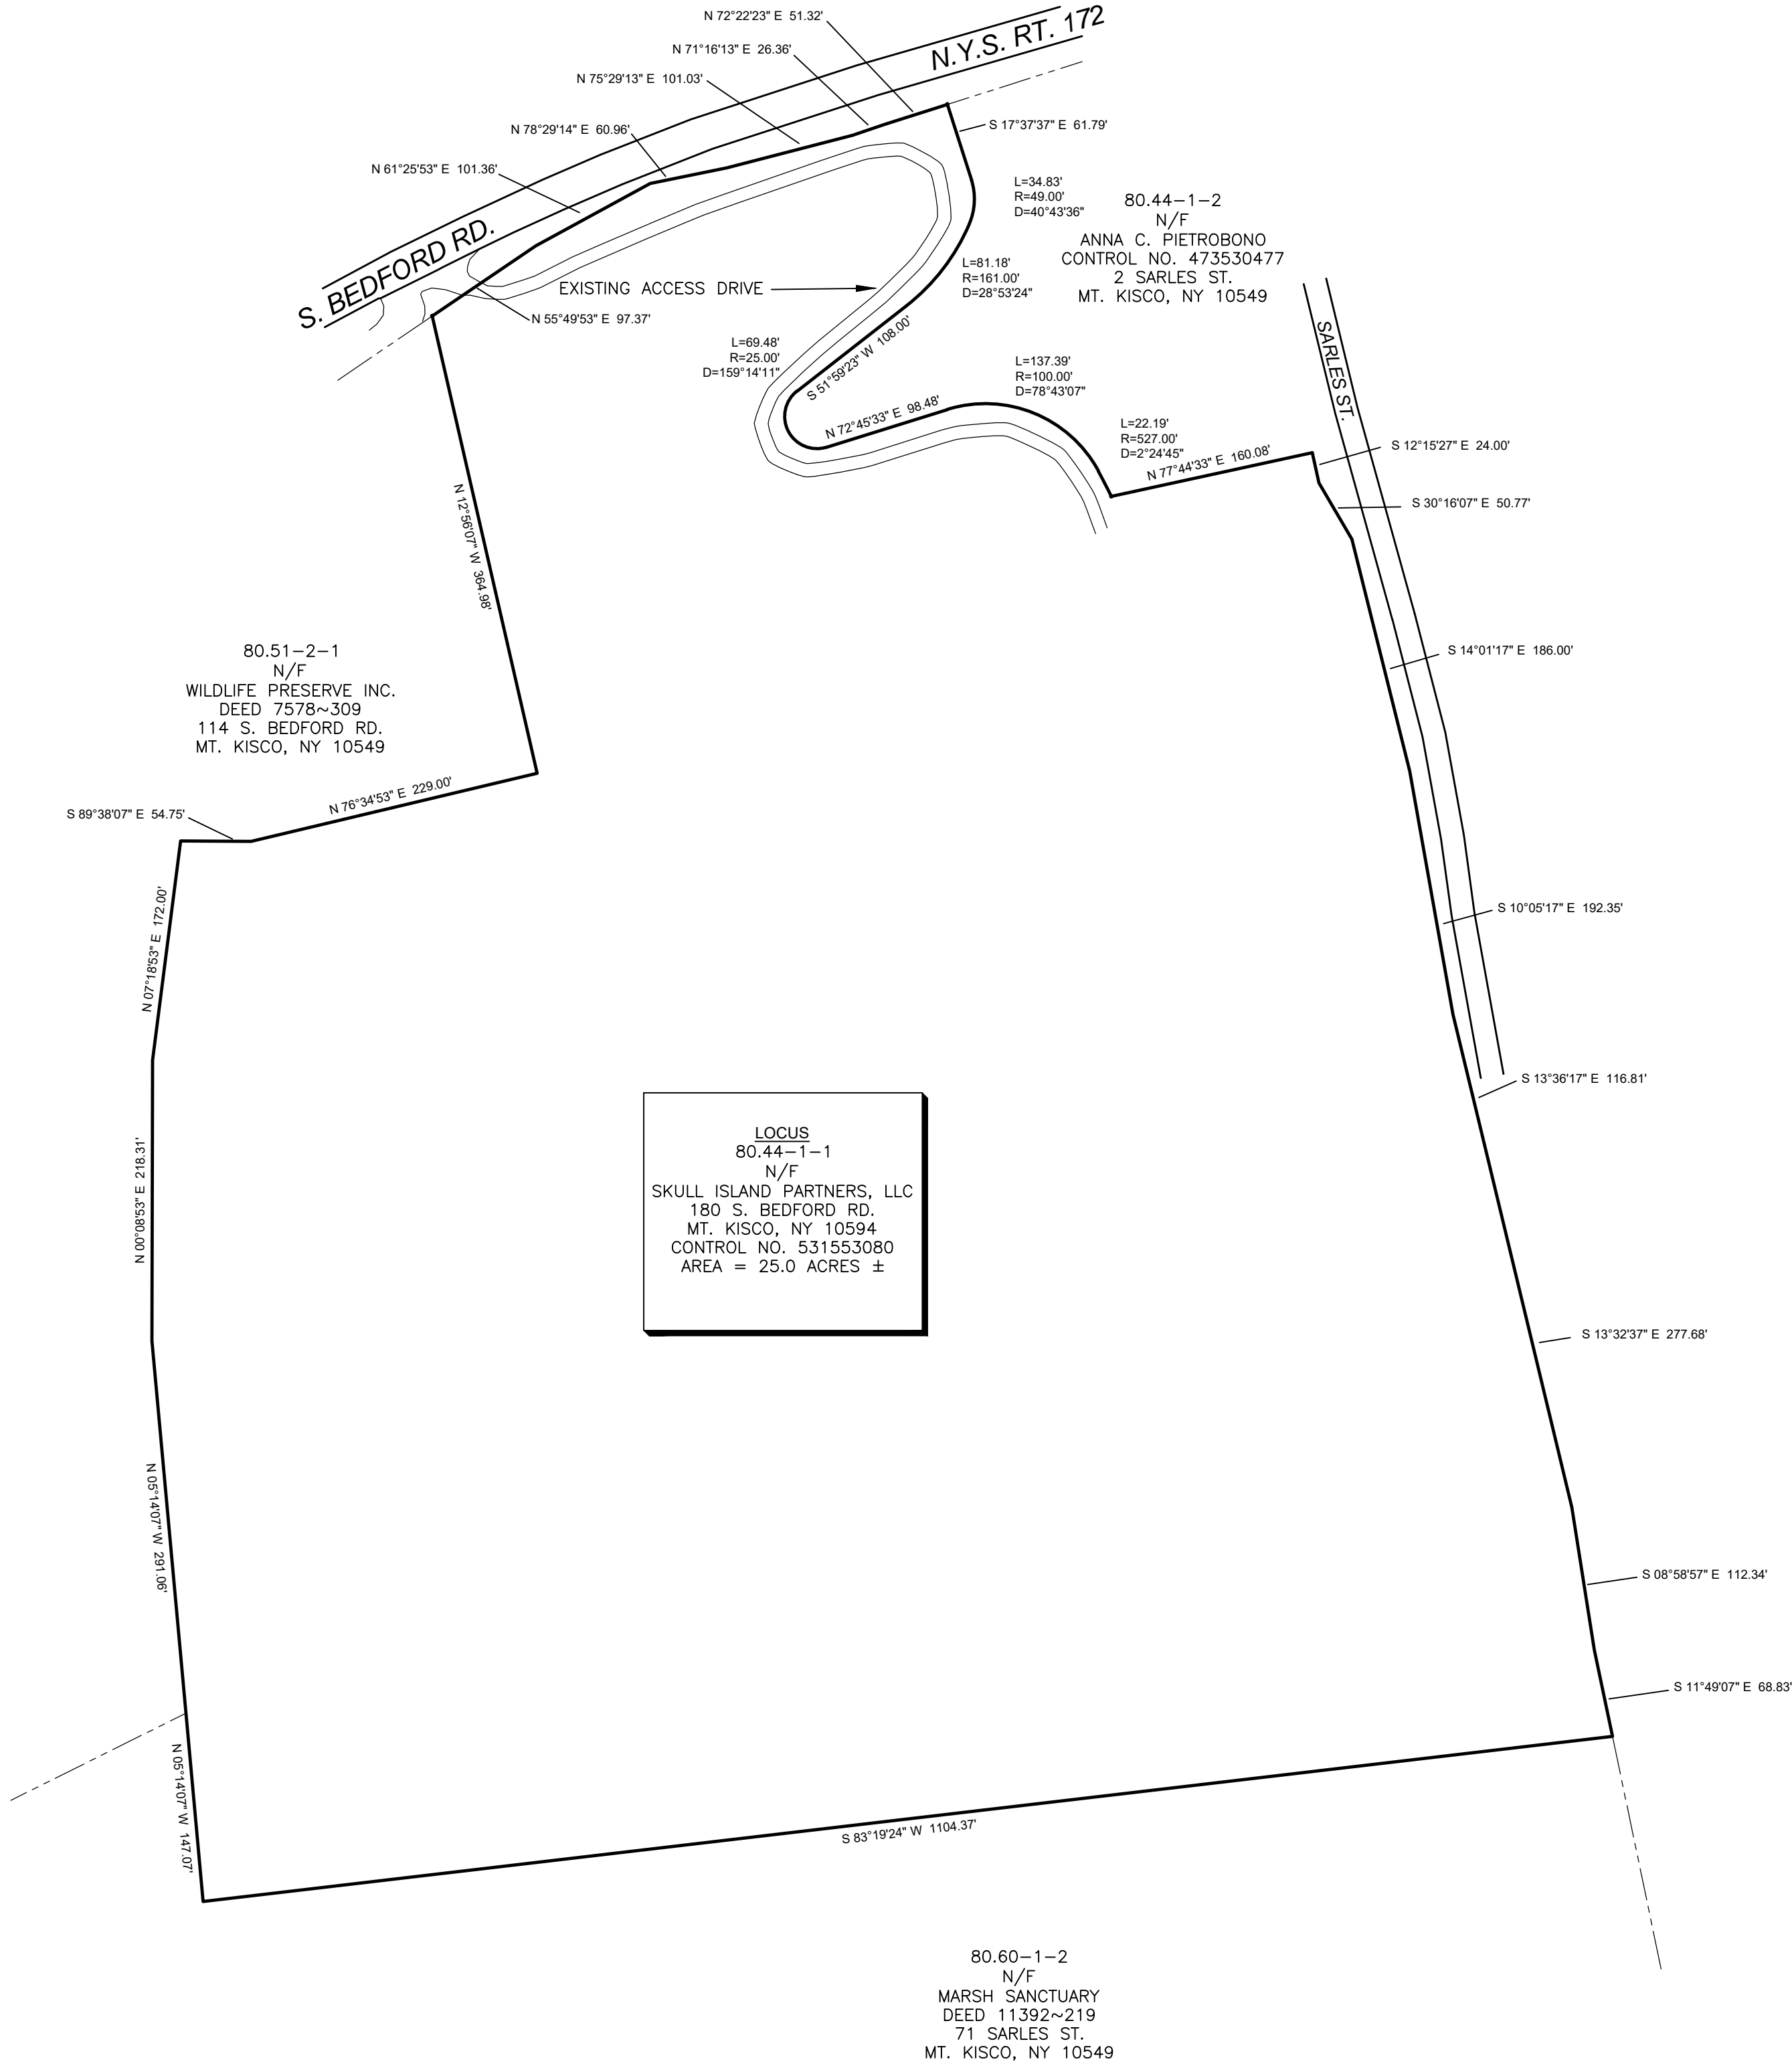 N 72°22'23" E 51.32'
N.Y.S. RT. 172
N 71°16'13" E 26.36'
N 75°29'13" E 101.03'
N 78°29'14" E 60.96'
S 17°37'37" E 61.79'
N 61°25'53" E 101.36'
L=34.83'
R=49.00'
D=40°43'36"
80.44-1-2
N/F
ANNA C. PIETROBONO
CONTROL NO. 473530477
2 SARLES ST.
MT. KISCO, NY 10549
S. BEDFORD RD.
L=81.18'
R=161.00'
D=28°53'24"
EXISTING ACCESS DRIVE
N 55°49'53" E 97.37'
L=69.48'
R=25.00'
D=159°14'11"
S 51°59'23" W 108.00'
L=137.39'
R=100.00'
D=78°43'07"
SARLES ST.
N 72°45'33" E 98.48'
L=22.19'
R=527.00'
D=2°24'45"
N 77°44'33" E 160.08'
S 12°15'27" E 24.00'
S 30°16'07" E 50.77'
N 12°56'07" W 364.98'
S 14°01'17" E 186.00'
80.51-2-1
N/F
WILDLIFE PRESERVE INC.
DEED 7578~309
114 S. BEDFORD RD.
MT. KISCO, NY 10549
N 76°34'53" E 229.00'
S 89°38'07" E 54.75'
N 07°18'53" E 172.00'
S 10°05'17" E 192.35'
S 13°36'17" E 116.81'
N 00°08'53" E 218.31'
LOCUS
80.44-1-1
N/F
SKULL ISLAND PARTNERS, LLC
180 S. BEDFORD RD.
MT. KISCO, NY 10594
CONTROL NO. 531553080
AREA = 25.0 ACRES ±
S 13°32'37" E 277.68'
N 05°14'07" W 291.06'
S 08°58'57" E 112.34'
S 11°49'07" E 68.83'
N 05°14'07" W 147.07'
S 83°19'24" W 1104.37'
80.60-1-2
N/F
MARSH SANCTUARY
DEED 11392~219
71 SARLES ST.
MT. KISCO, NY 10549